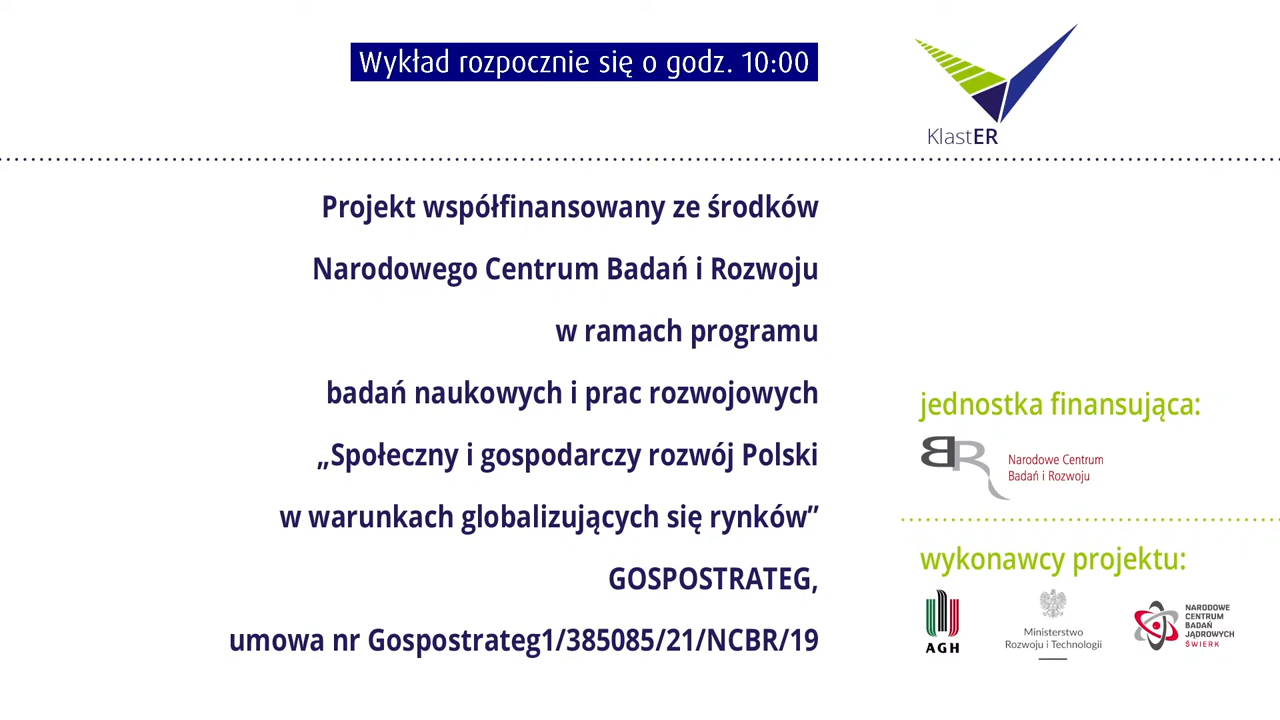 Wykład rozpocznie się o godz. 10:00
KlastER
Projekt współfinansowany ze środków
Narodowego Centrum Badań i Rozwoju
w ramach programu
badań naukowych i prac rozwojowych
„Społeczny i gospodarczy rozwój Polski
w warunkach globalizujących się rynków”
GOSPOSTRATEG,
umowa nr Gospostrateg1/385085/21/NCBR/19
jednostka finansująca:
BR
Narodowe Centrum
Badań i Rozwoju
wykonawcy projektu:
AGH
Ministerstwo
Rozwoju i Technologii
NARODOWE
CENTRUM
BADAŃ
JĄDROWYCH
ŚWIERK